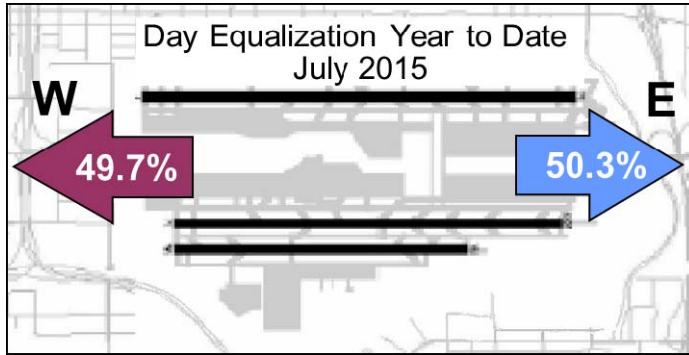 Day Equalization Year to Date
July 2015
W
E
49.7%
50.3%